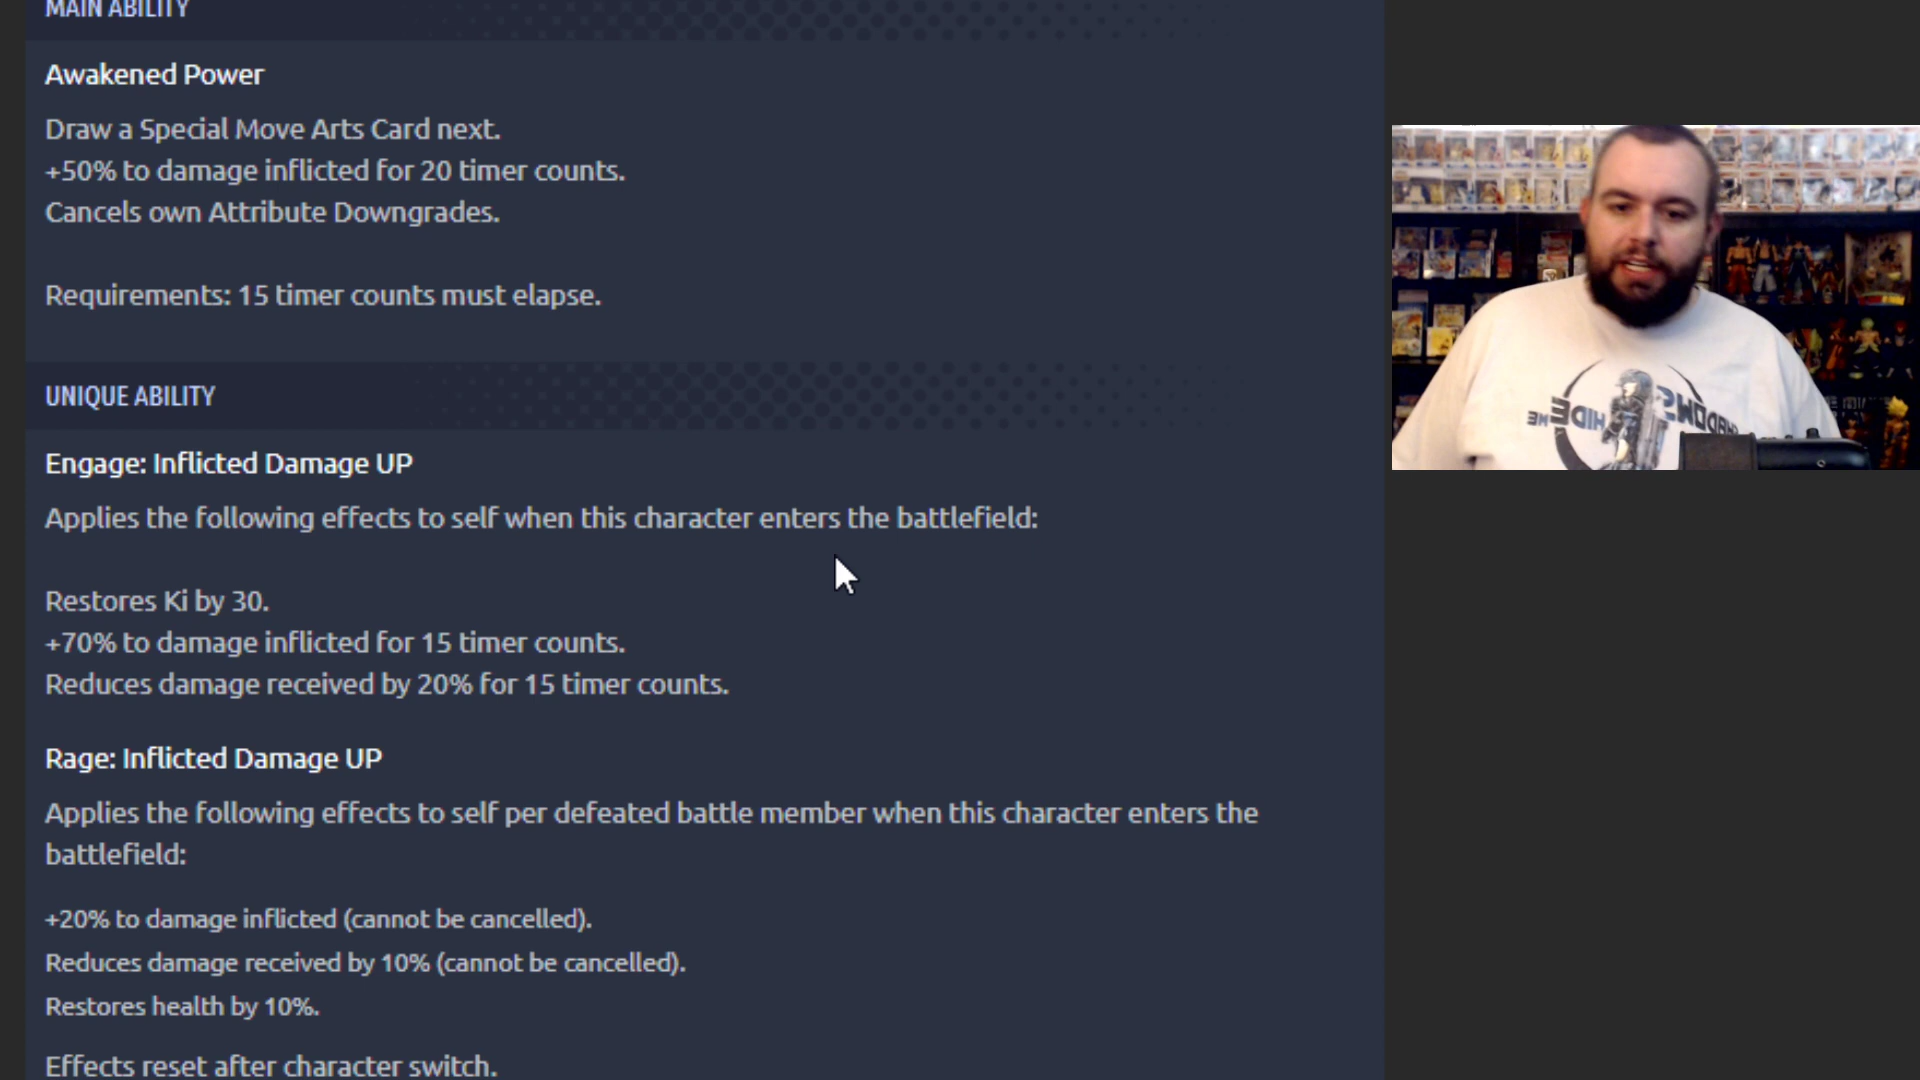 MAIN ABILITY
Awakened Power
Draw a Special Move Arts Card next.
+50% to damage inflicted for 20 timer counts.
Cancels own Attribute Downgrades.
Requirements: 15 timer counts must elapse.
UNIQUE ABILITY
Engage: Inflicted Damage UP
Applies the following effects to self when this character enters the battlefield:
Restores Ki by 30.
+70% to damage inflicted for 15 timer counts.
Reduces damage received by 20% for 15 timer counts.
Rage: Inflicted Damage UP
Applies the following effects to self per defeated battle member when this character enters the
battlefield:
+20% to damage inflicted (cannot be cancelled).
Reduces damage received by 10% (cannot be cancelled).
Restores health by 10%.
Effects reset after character switch.